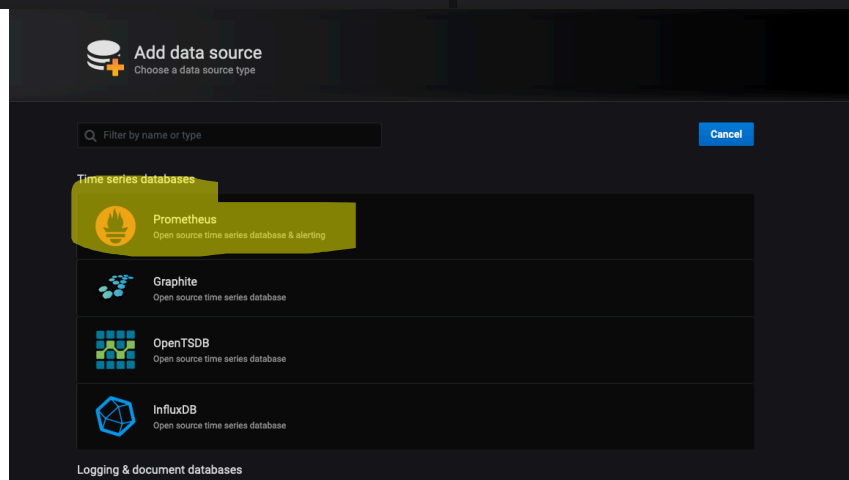 Add data source
Choose a data source type
Filter by name or type
Cancel
Time series databases
Prometheus
Open source time series database & alerting
Graphite
Open source time series database
OpenTSDB
Open source time series database
InfluxDB
Open source time series database
Logging & document databases